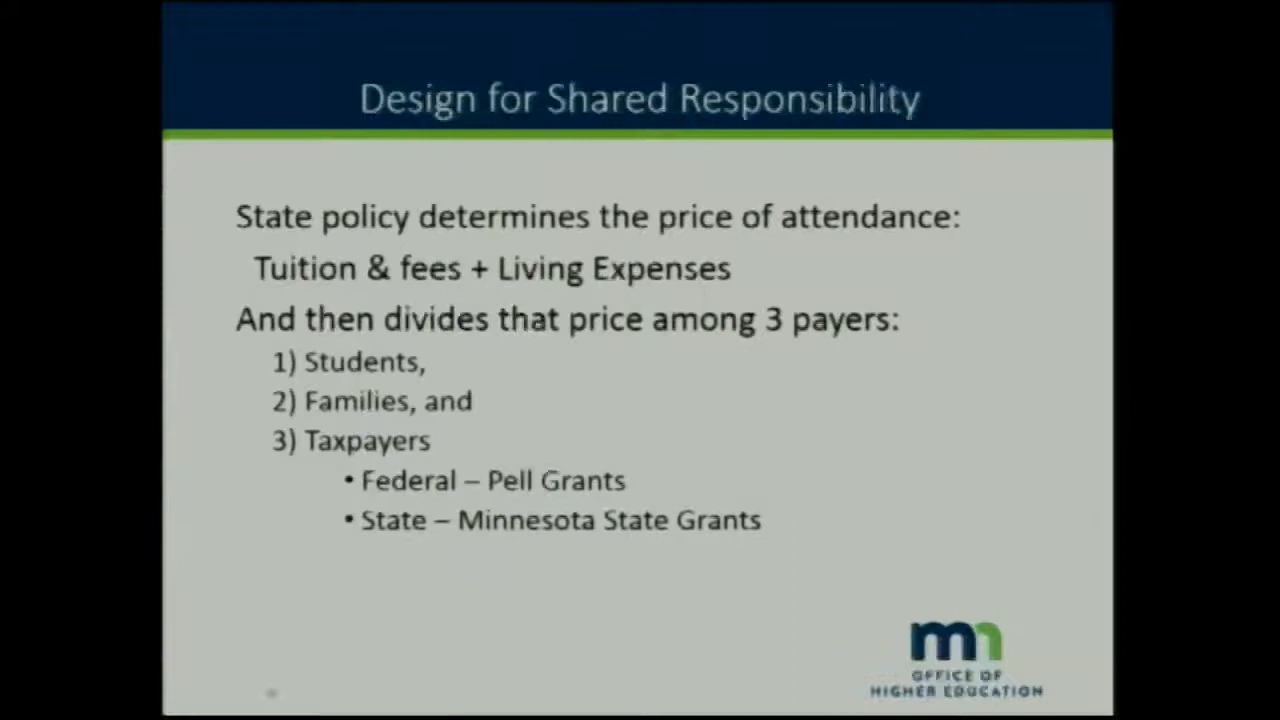 Design for Shared Responsibility
State policy determines the price of attendance:
Tuition & fees + Living Expenses
And then divides that price among 3 payers:
1) Students,
2) Families, and
3) Taxpayers
• Federal – Pell Grants
• State – Minnesota State Grants
mn
OFFICE OF
HIGHER EDUCATION